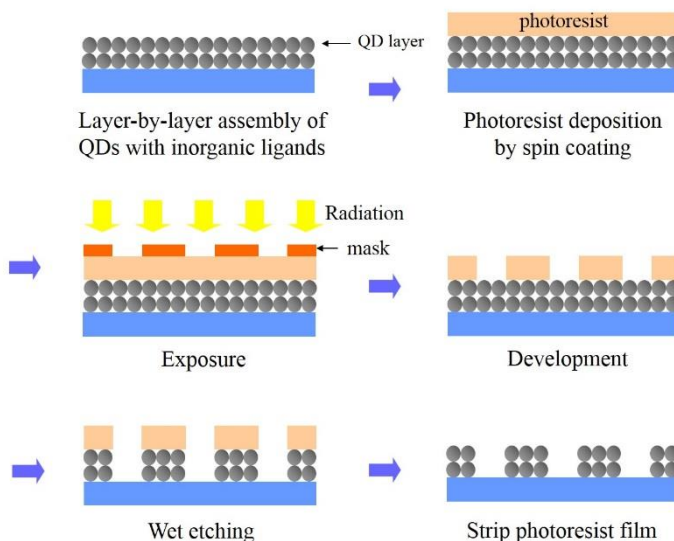 QD layer
photoresist
Layer-by-layer assembly of
QDs with inorganic ligands
Photoresist deposition
by spin coating
Radiation
mask
Exposure
Development
Wet etching
Strip photoresist film